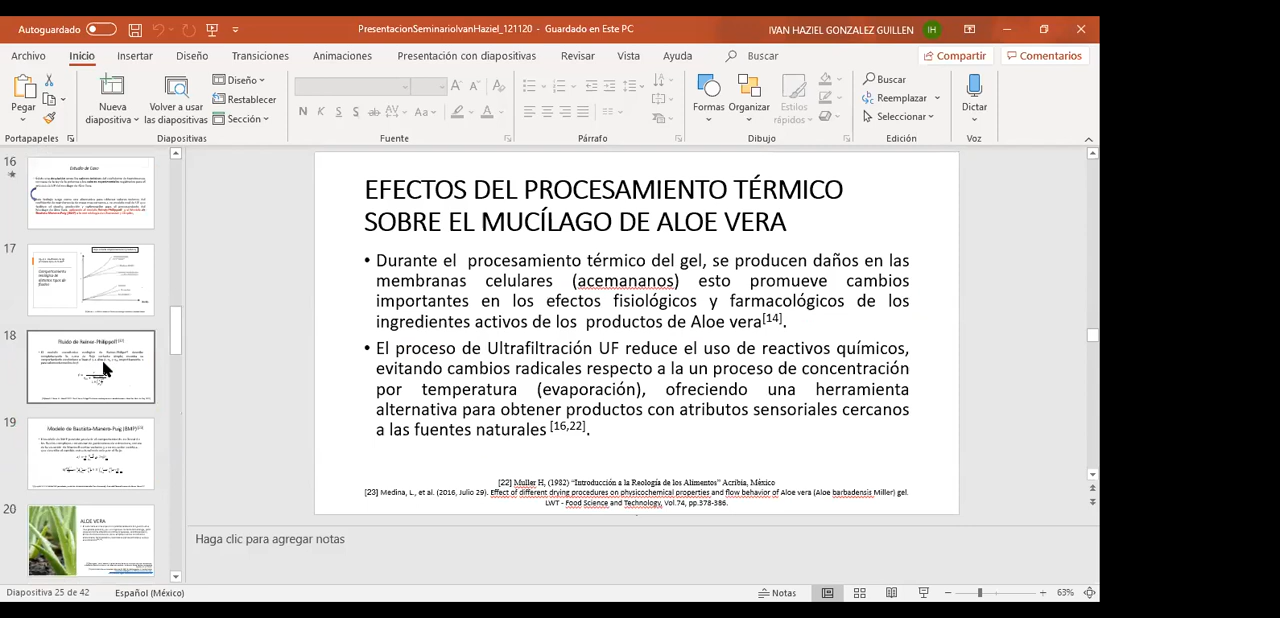 Autoguardado
PresentacionSeminarioIvanHaziel_121120 - Guardado en Este PC
IVAN HAZIEL GONZALEZ GUILLEN IH
Archivo Inicio Insertar Diseño Transiciones Animaciones Presentación con diapositivas Revisar Vista Ayuda Buscar Compartir Comentarios
Pegar
Nueva diapositiva
Volver a usar las diapositivas
Diseño
Restablecer
Sección
N K S S ab AV Aa A
Formas
Organizar
Estilos rápidos
Buscar
Reemplazar
Seleccionar
Dictar
Portapapeles Diapositivas Fuente Párrafo Dibujo Edición Voz
16
Estudio de Caso
17
Comportamiento
18
Fluido de Reiner-Philippoff
19
Modelo de Bautista-Manero-Puig (BMP)
20
ALOE VERA
EFECTOS DEL PROCESAMIENTO TÉRMICO
SOBRE EL MUCÍLAGO DE ALOE VERA
• Durante el procesamiento térmico del gel, se producen daños en las
membranas celulares (acemananos) esto promueve cambios
importantes en los efectos fisiológicos y farmacológicos de los
ingredientes activos de los productos de Aloe vera[14].
• El proceso de Ultrafiltración UF reduce el uso de reactivos químicos,
evitando cambios radicales respecto a la un proceso de concentración
por temperatura (evaporación), ofreciendo una herramienta
alternativa para obtener productos con atributos sensoriales cercanos
a las fuentes naturales [16,22].
[22] Muller H, (1982) “Introducción a la Reología de los Alimentos” Acribia, México
[23] Medina, L., et al. (2016, Julio 29). Effect of different drying procedures on physicochemical properties and flow behavior of Aloe vera (Aloe barbadensis Miller) gel.
LWT - Food Science and Technology, Vol.74, pp.378-386.
Haga clic para agregar notas
Diapositiva 25 de 42 Español (México) Notas 63%